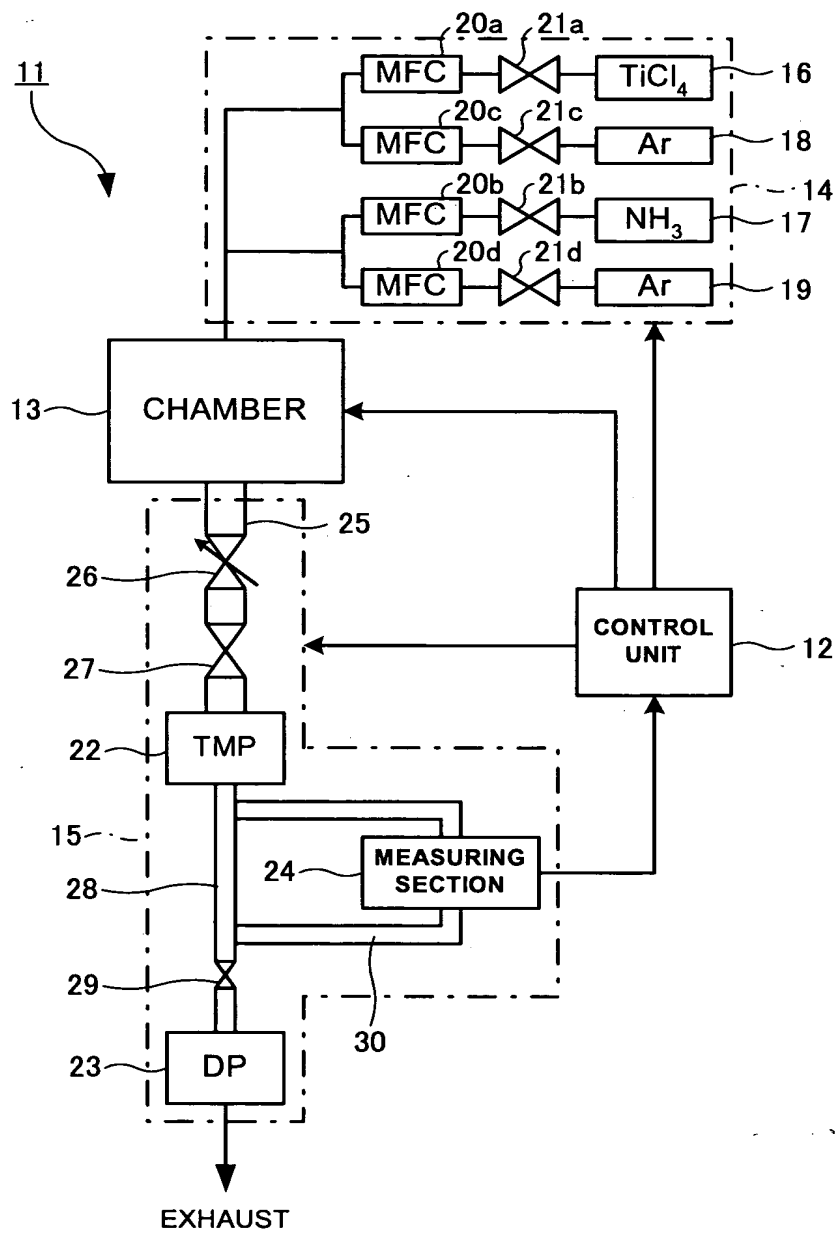 20a 21a
11
MFC TiCl₄ 16
20c 21c
MFC Ar 18
20b 21b
14
MFC NH₃ 17
20d 21d
MFC Ar 19
13 CHAMBER
25
26
CONTROL
UNIT
12
27
22 TMP
15
24 MEASURING
SECTION
28
29
30
23 DP
EXHAUST